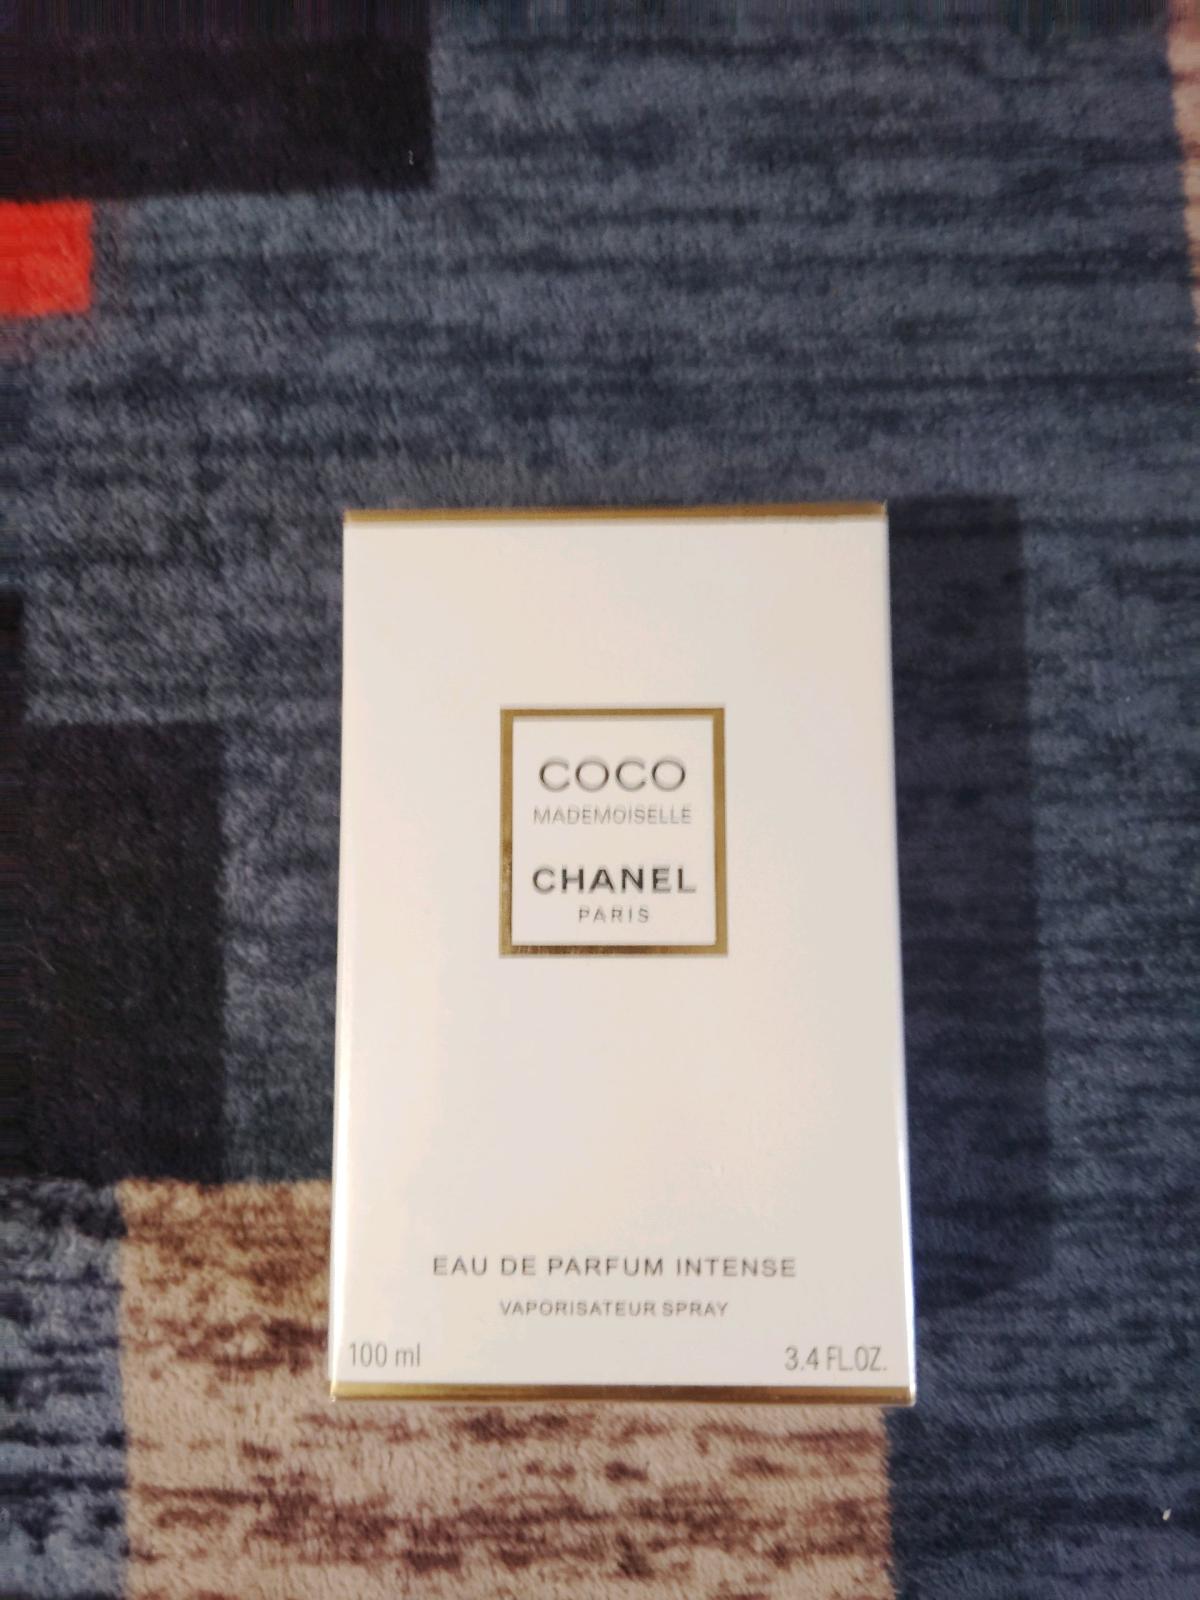 COCO
MADEMOISELLE
CHANEL
PARIS
EAU DE PARFUM INTENSE
VAPORISATEUR SPRAY
100 ml 3.4 FL.OZ.